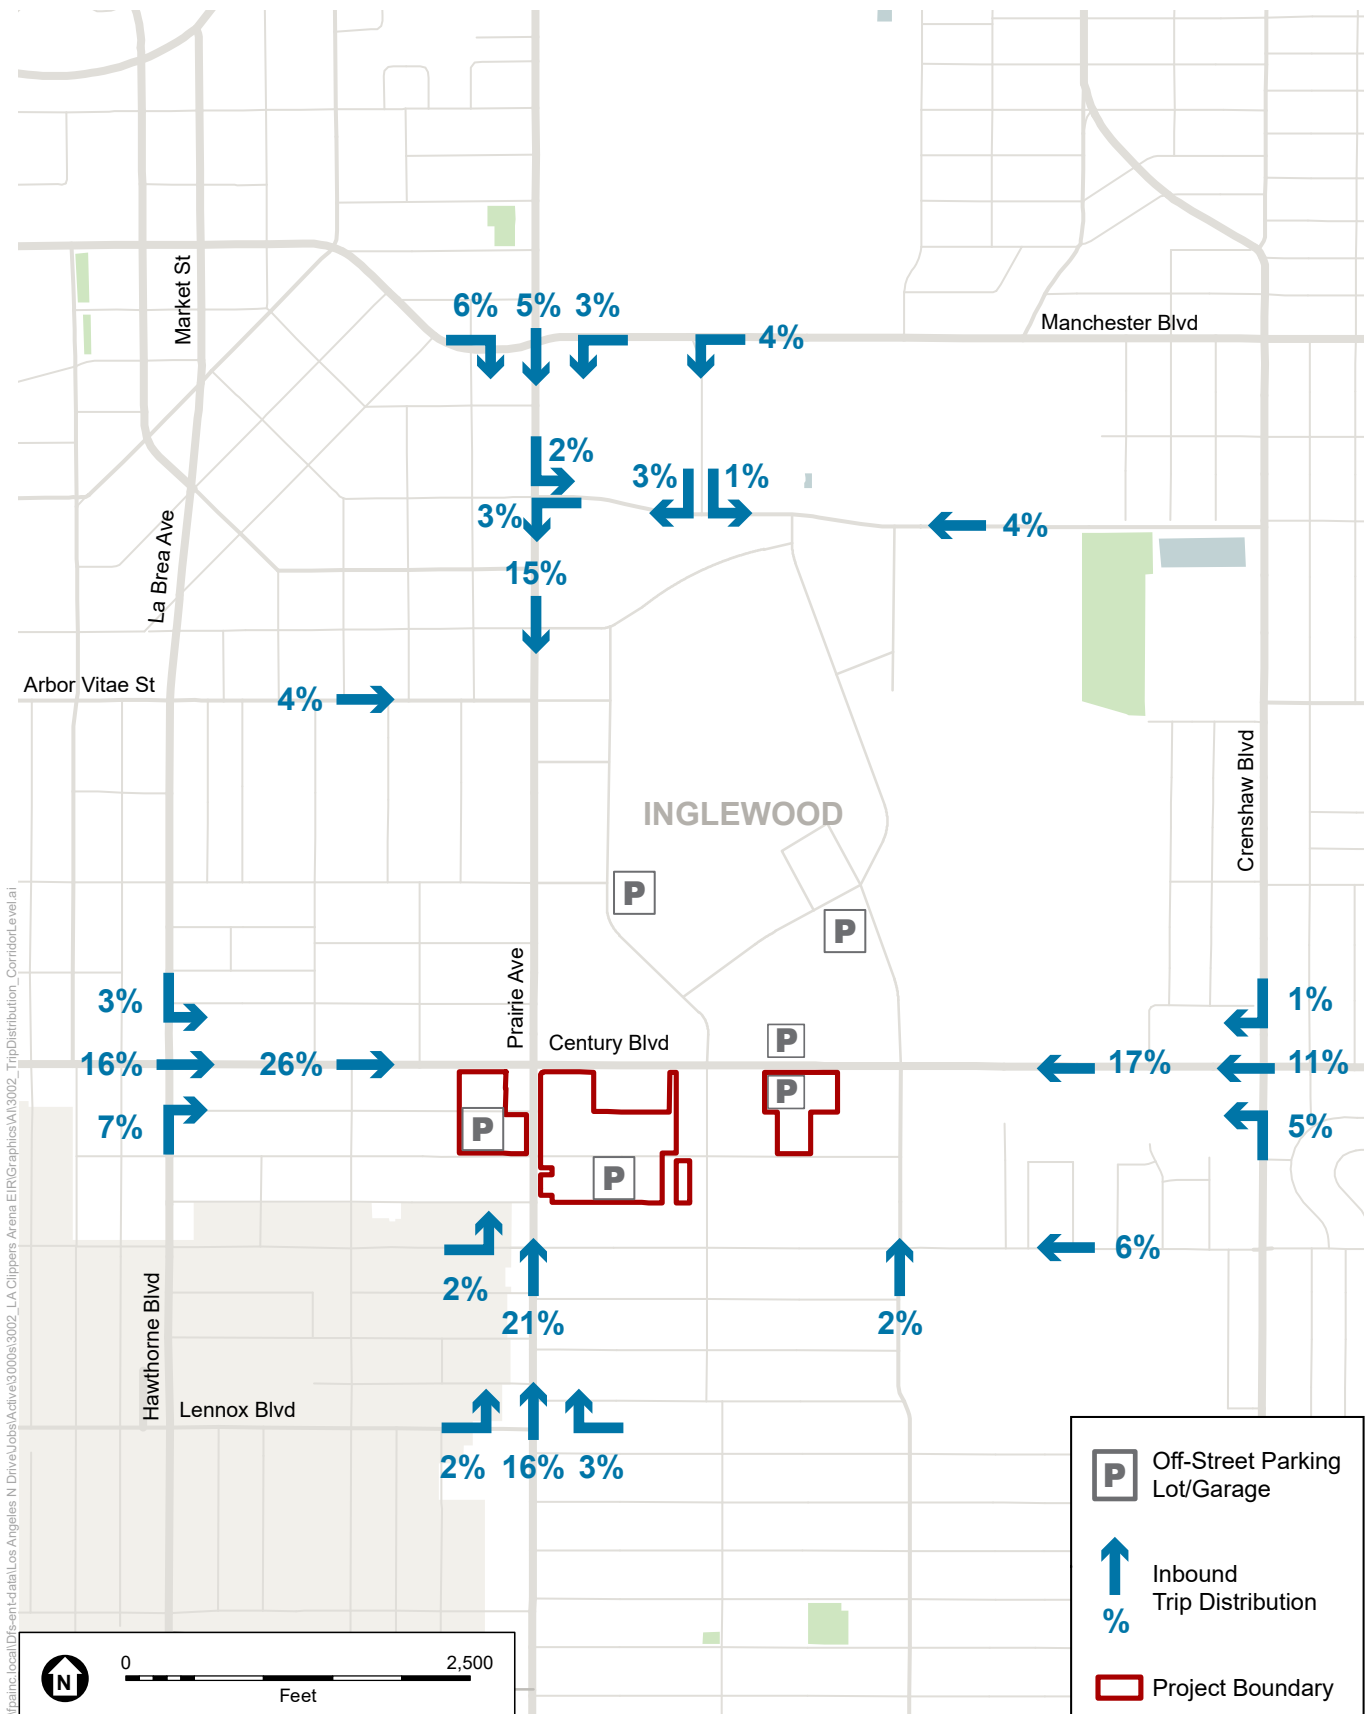 Market St
6% 5% 3%
Manchester Blvd
4%
2%
3% 1%
3%
4%
15%
La Brea Ave
Arbor Vitae St
4%
INGLEWOOD
P
P
Crenshaw Blvd
Prairie Ave
3%
1%
P
Century Blvd
16% 26%
17% 11%
P
7%
P
5%
P
2%
6%
21%
2%
Hawthorne Blvd
Lennox Blvd
2% 16% 3%
P
Off-Street Parking
Lot/Garage
Inbound
Trip Distribution
%
Project Boundary
N
0 2,500
Feet